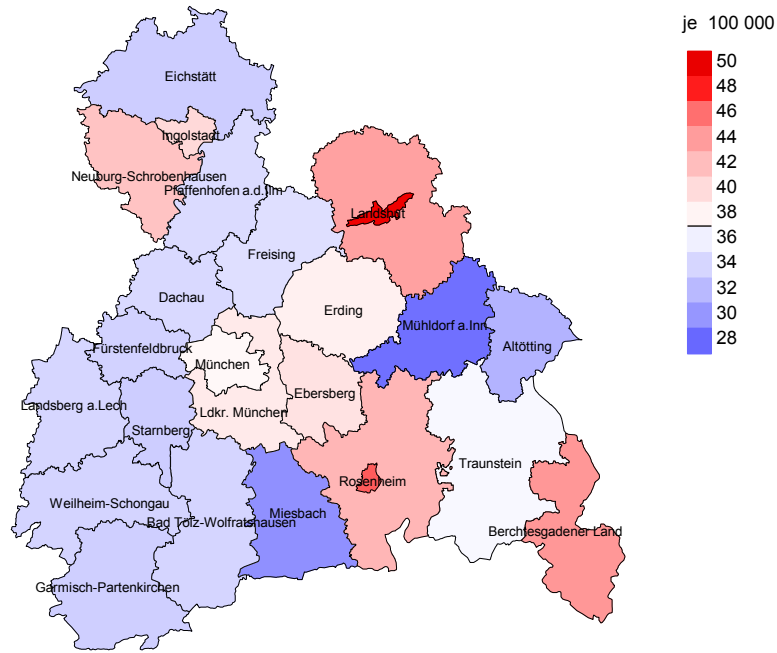 je 100 000
50
48
46
44
42
40
38
36
34
32
30
28
Eichstätt
Ingolstadt
Neuburg-Schrobenhausen
Pfaffenhofen a.d.Ilm
Landshut
Freising
Dachau
Erding
Mühldorf a.Inn
Altötting
Fürstenfeldbruck
München
Ebersberg
Landsberg a.Lech
Ldkr. München
Starnberg
Traunstein
Rosenheim
Weilheim-Schongau
Miesbach
Bad Tölz-Wolfratshausen
Berchtesgadener Land
Garmisch-Partenkirchen